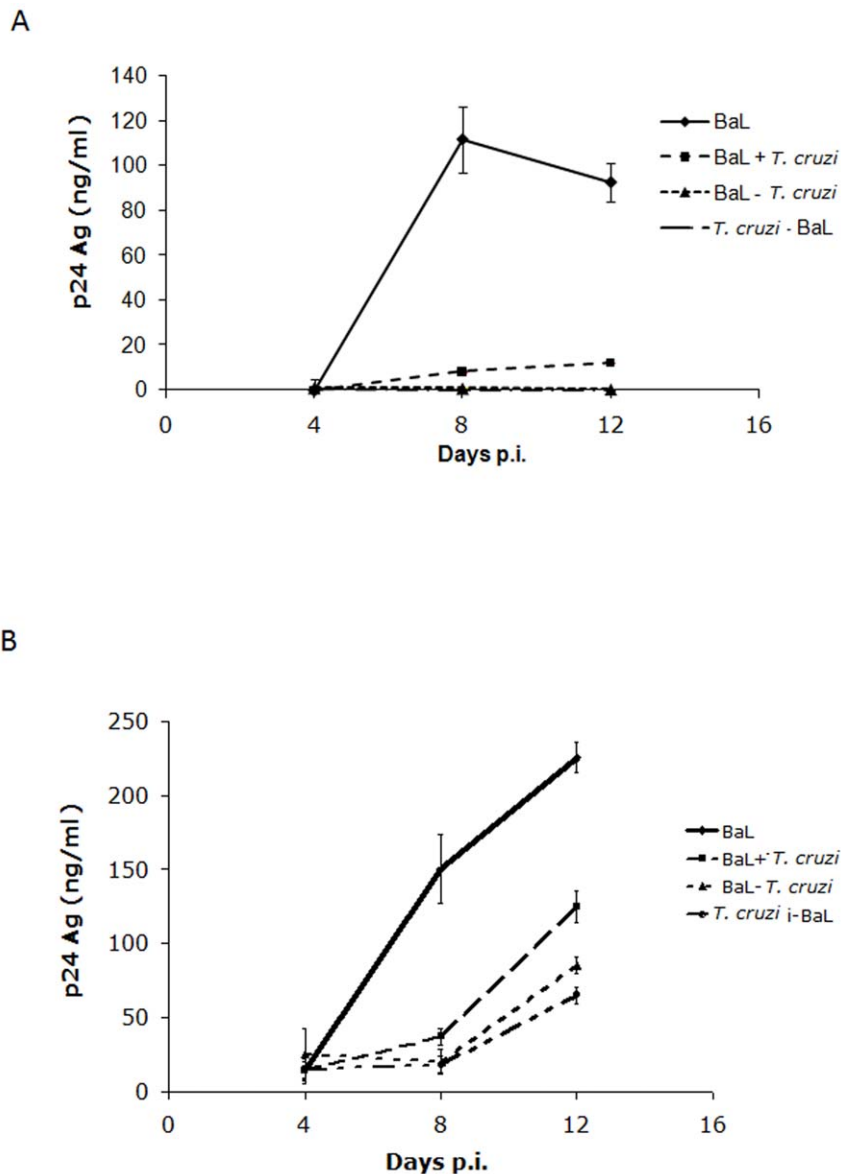 A
140
120
100
80
60
40
20
0
p24 Ag (ng/ml)
0 4 8 12 16
Days p.i.
BaL
BaL + T. cruzi
BaL - T. cruzi
T. cruzi - BaL
B
250
200
150
100
50
0
p24 Ag (ng/ml)
0 4 8 12 16
Days p.i.
BaL
BaL+ T. cruzi
BaL- T. cruzi
T. cruzi i-BaL